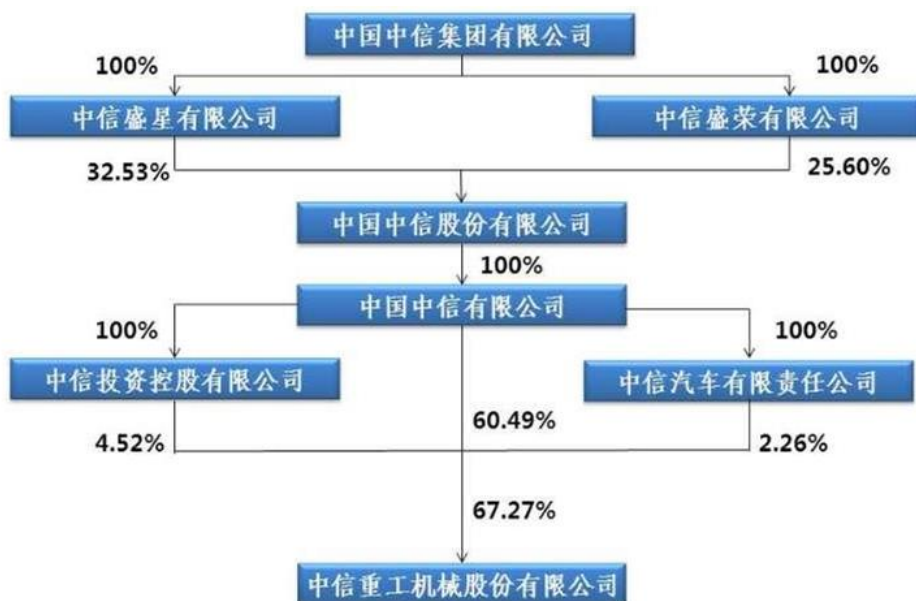 中国中信集团有限公司
100%
100%
中信盛星有限公司
中信盛荣有限公司
32.53%
25.60%
中国中信股份有限公司
100%
中国中信有限公司
100%
100%
中信投资控股有限公司
中信汽车有限责任公司
4.52%
60.49%
2.26%
67.27%
中信重工机械股份有限公司